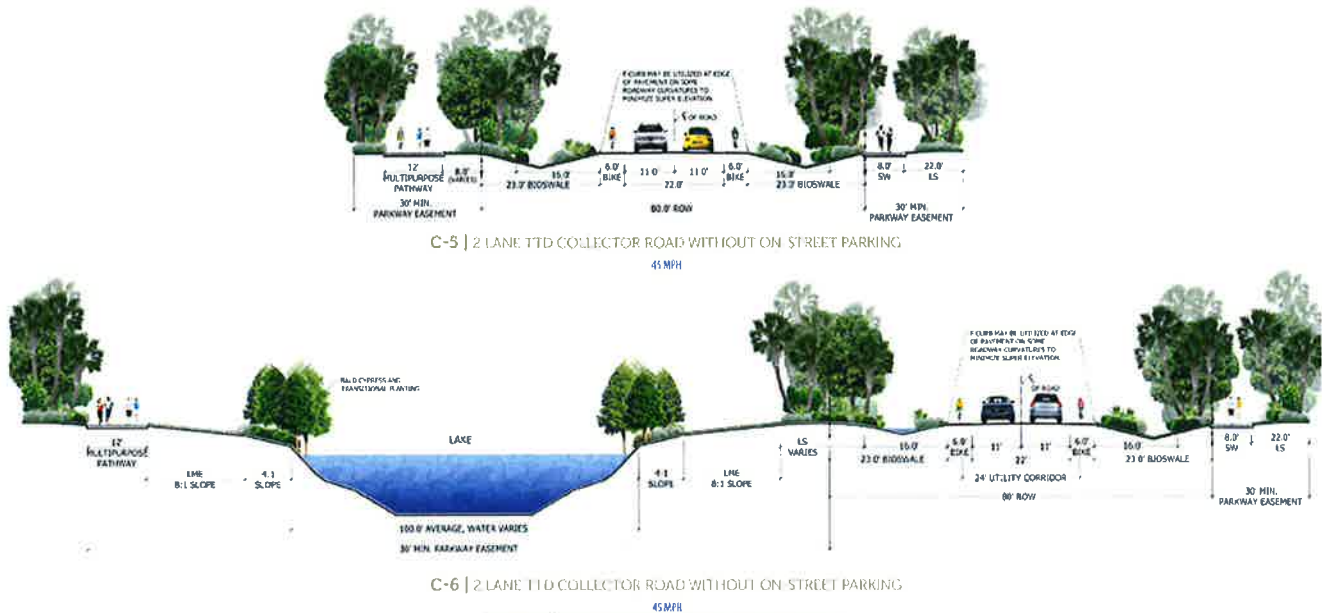 F-CURB MAY BE UTILIZED AT EDGE
OF PAVEMENT ON SOME
ROADWAY CURVATURES TO
MINIMIZE SUPER ELEVATION.
OF ROAD
12' 8.0' 16.0' 6.0' 11.0' 11.0' 6.0' 16.0' 8.0' 22.0'
MULTIPURPOSE (VARIES) 23.0' BIOSWALE BIKE 22.0' BIKE 23.0' BIOSWALE SW LS
PATHWAY
30' MIN. 80.0' ROW 30' MIN.
PARKWAY EASEMENT PARKWAY EASEMENT
C-5 | 2 LANE TTD COLLECTOR ROAD WITHOUT ON-STREET PARKING
45 MPH
F-CURB MAY BE UTILIZED AT EDGE
OF PAVEMENT ON SOME
ROADWAY CURVATURES TO
MINIMIZE SUPER ELEVATION.
OF ROAD
BALD CYPRESS AND
TRANSITIONAL PLANTING
LAKE
12'
MULTIPURPOSE
PATHWAY
LME 4:1
8:1 SLOPE SLOPE
4:1 LME
SLOPE 8:1 SLOPE
LS
VARIES
16.0' 6.0' 11' 11' 6.0' 16.0' 8.0' 22.0'
23.0' BIOSWALE BIKE 22' BIKE 23.0' BIOSWALE SW LS
24' UTILITY CORRIDOR
80' ROW
30' MIN.
PARKWAY EASEMENT
100.0' AVERAGE, WATER VARIES
30' MIN. PARKWAY EASEMENT
C-6 | 2 LANE TTD COLLECTOR ROAD WITHOUT ON-STREET PARKING
45 MPH